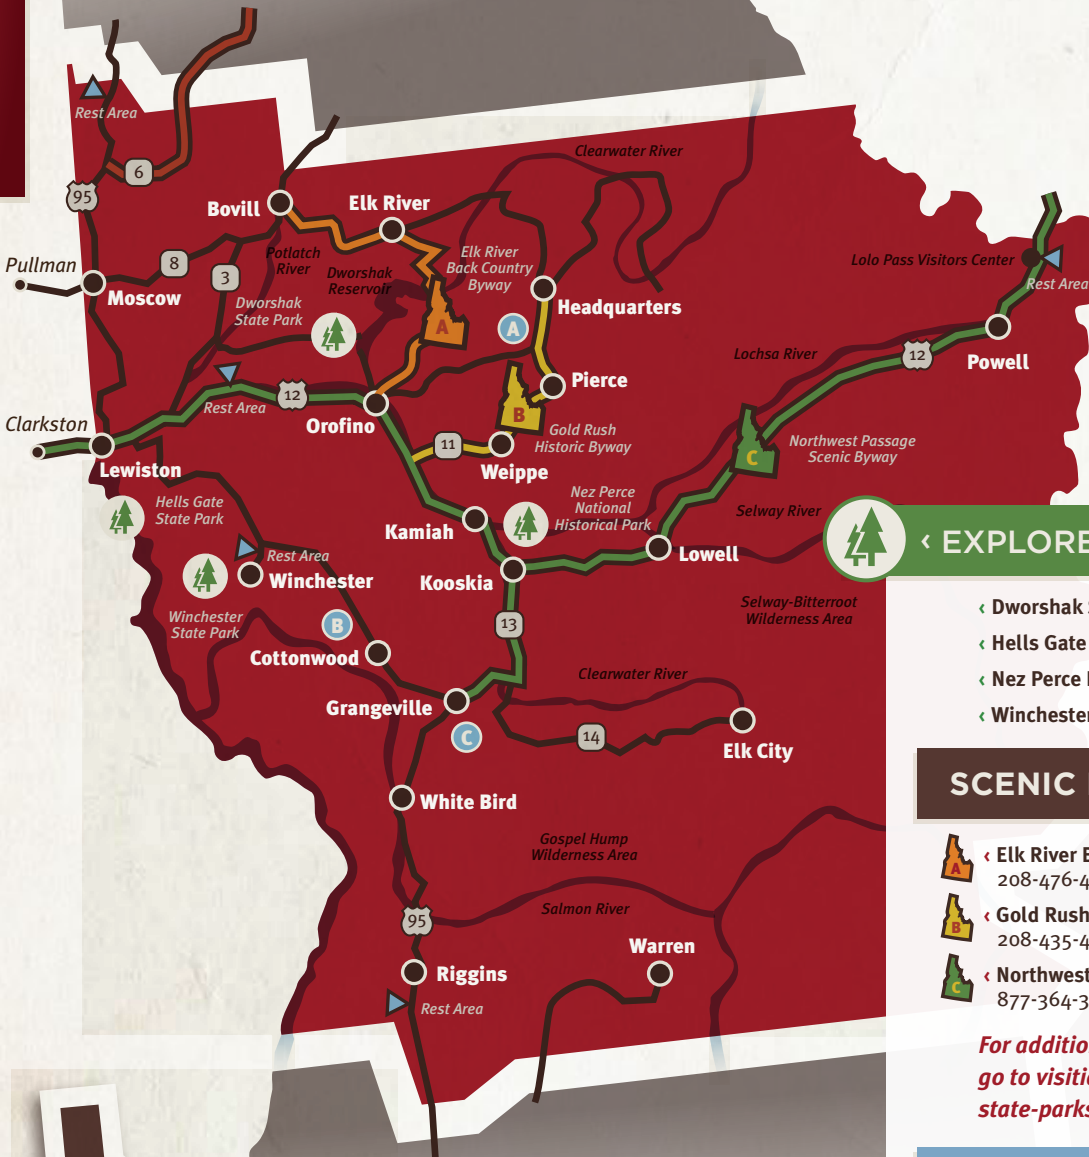 Rest Area
6
95
Clearwater River
Bovill
Elk River
Pullman
8
3
Moscow
Potlatch
River
Dworshak
Reservoir
Elk River
Back Country
Byway
Lolo Pass Visitors Center
Rest Area
Dworshak
State Park
A
A
Headquarters
Lochsa River
12
Powell
Rest Area
12
Pierce
B
Orofino
Clarkston
Lewiston
11
Weippe
Gold Rush
Historic Byway
C
Northwest Passage
Scenic Byway
Hells Gate
State Park
Nez Perce
National
Historical Park
Selway River
Kamiah
Lowell
‹ EXPLORE
Rest Area
Winchester
Kooskia
Winchester
State Park
B
13
Selway-Bitterroot
Wilderness Area
‹ Dworshak
‹ Hells Gate
‹ Nez Perce
‹ Winchester
Cottonwood
Clearwater River
Grangeville
C
14
Elk City
SCENIC
White Bird
Gospel Hump
Wilderness Area
A
‹ Elk River
208-476-4
95
Salmon River
B
‹ Gold Rush
208-435-4
Warren
Riggins
C
‹ Northwest
877-364-3
Rest Area
For additio
go to visiti
state-parks